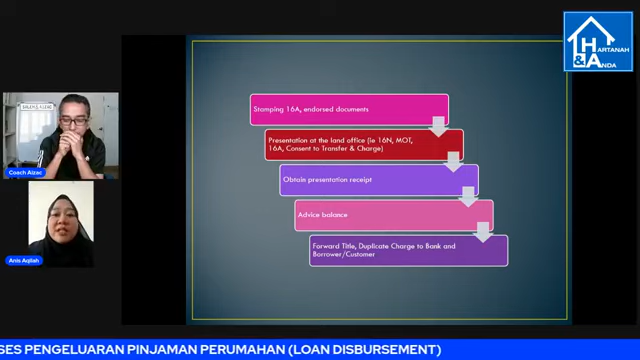 HARTANAH
&ANDA
Stamping 16A, endorsed documents
Presentation at the land office (ie 16N, MOT,
16A, Consent to Transfer & Charge)
Obtain presentation receipt
Advice balance
Forward Title, Duplicate Charge to Bank and
Borrower/Customer
Coach Aizac
Anis Aqilah
SES PENGELUARAN PINJAMAN PERUMAHAN (LOAN DISBURSEMENT)